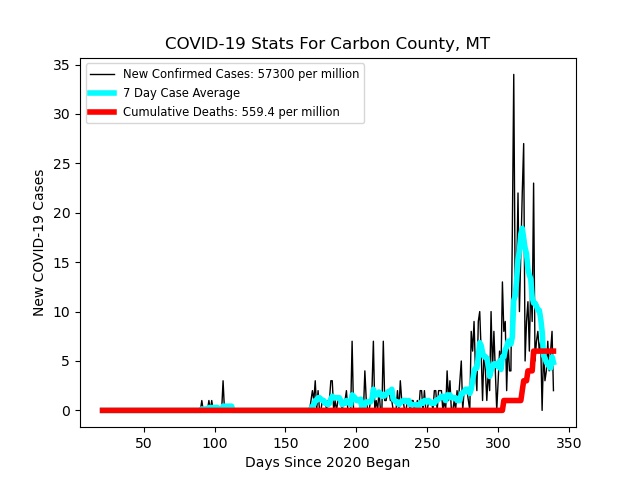 COVID-19 Stats For Carbon County, MT
New Confirmed Cases: 57300 per million
7 Day Case Average
Cumulative Deaths: 559.4 per million
New COVID-19 Cases
35
30
25
20
15
10
5
0
50
100
150
200
250
300
350
Days Since 2020 Began